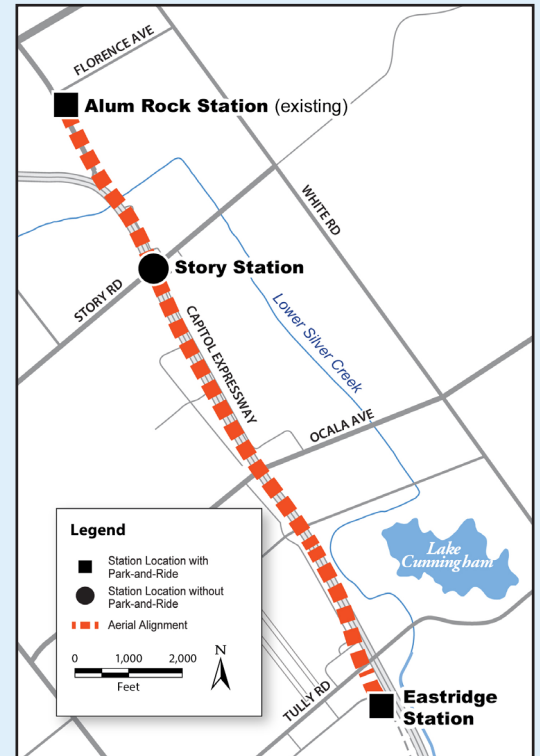 FLORENCE AVE
Alum Rock Station (existing)
WHITE RD
Story Station
STORY RD
CAPITOL EXPRESSWAY
Lower Silver Creek
OCALA AVE
Legend
Station Location with
Park-and-Ride
Station Location without
Park-and-Ride
Aerial Alignment
0 1,000 2,000
Feet
N
Lake
Cunningham
TULLY RD
Eastridge
Station